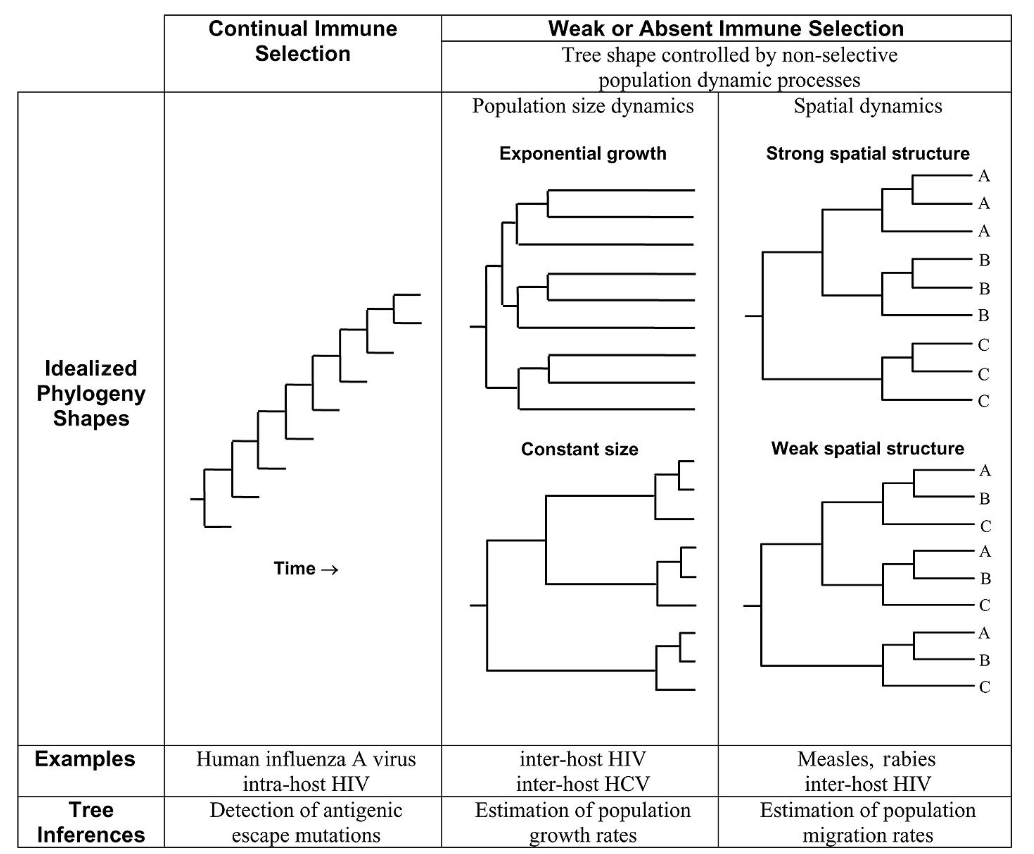 Continual Immune
Selection
Weak or Absent Immune Selection
Tree shape controlled by non-selective
population dynamic processes
Idealized
Phylogeny
Shapes
Time →
Population size dynamics
Exponential growth
Constant size
Spatial dynamics
Strong spatial structure
A
A
A
B
B
B
C
C
C
Weak spatial structure
A
B
C
A
B
C
A
B
C
Examples
Human influenza A virus
intra-host HIV
inter-host HIV
inter-host HCV
Measles, rabies
inter-host HIV
Tree
Inferences
Detection of antigenic
escape mutations
Estimation of population
growth rates
Estimation of population
migration rates